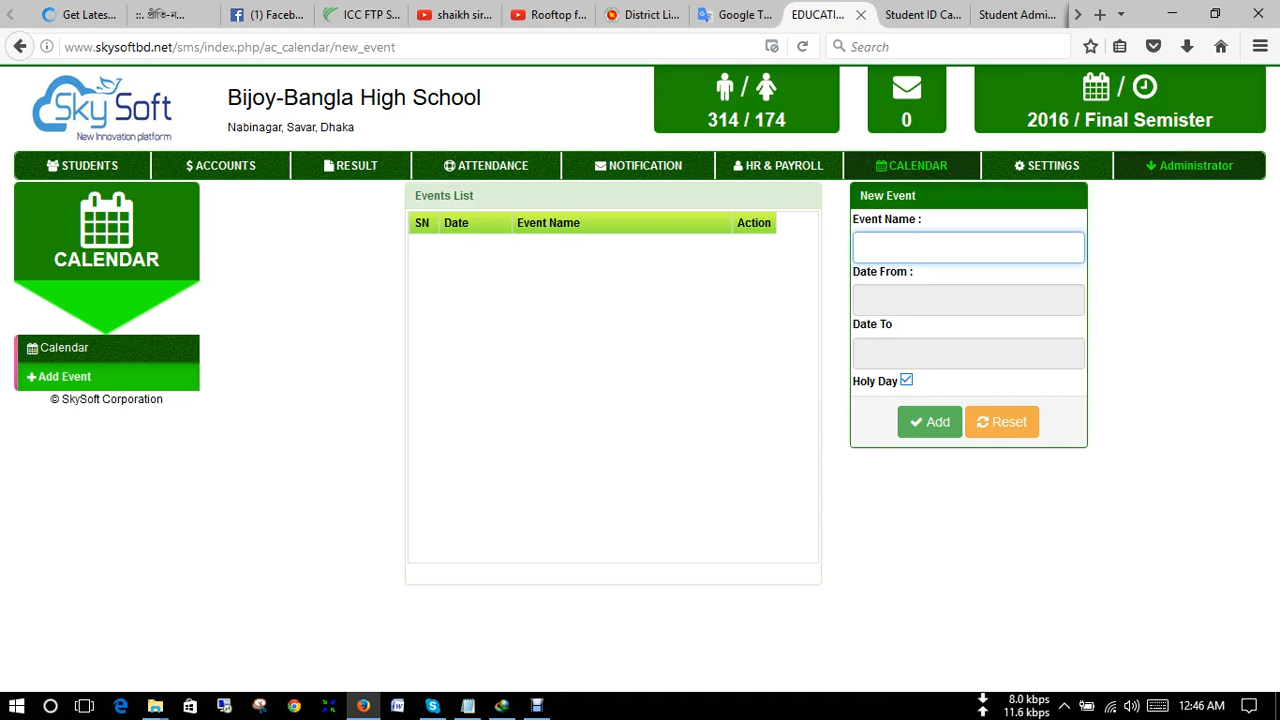 Get Lates...
::. প্রীতি-ন...
(1) Faceb...
ICC FTP S...
shaikh sir...
Rooftop f...
District Li...
Google T...
EDUCATI...
Student ID Ca...
Student Admi...
www.skysoftbd.net/sms/index.php/ac_calendar/new_event
Search
Sky Soft
New Innovation platform
Bijoy-Bangla High School
Nabinagar, Savar, Dhaka
/
314 / 174
0
/
2016 / Final Semister
STUDENTS
$ ACCOUNTS
RESULT
ATTENDANCE
NOTIFICATION
HR & PAYROLL
CALENDAR
SETTINGS
Administrator
CALENDAR
Calendar
Add Event
© SkySoft Corporation
Events List
SN Date Event Name Action
New Event
Event Name :
Date From :
Date To
Holy Day
Add
Reset
8.0 kbps
11.6 kbps
12:46 AM